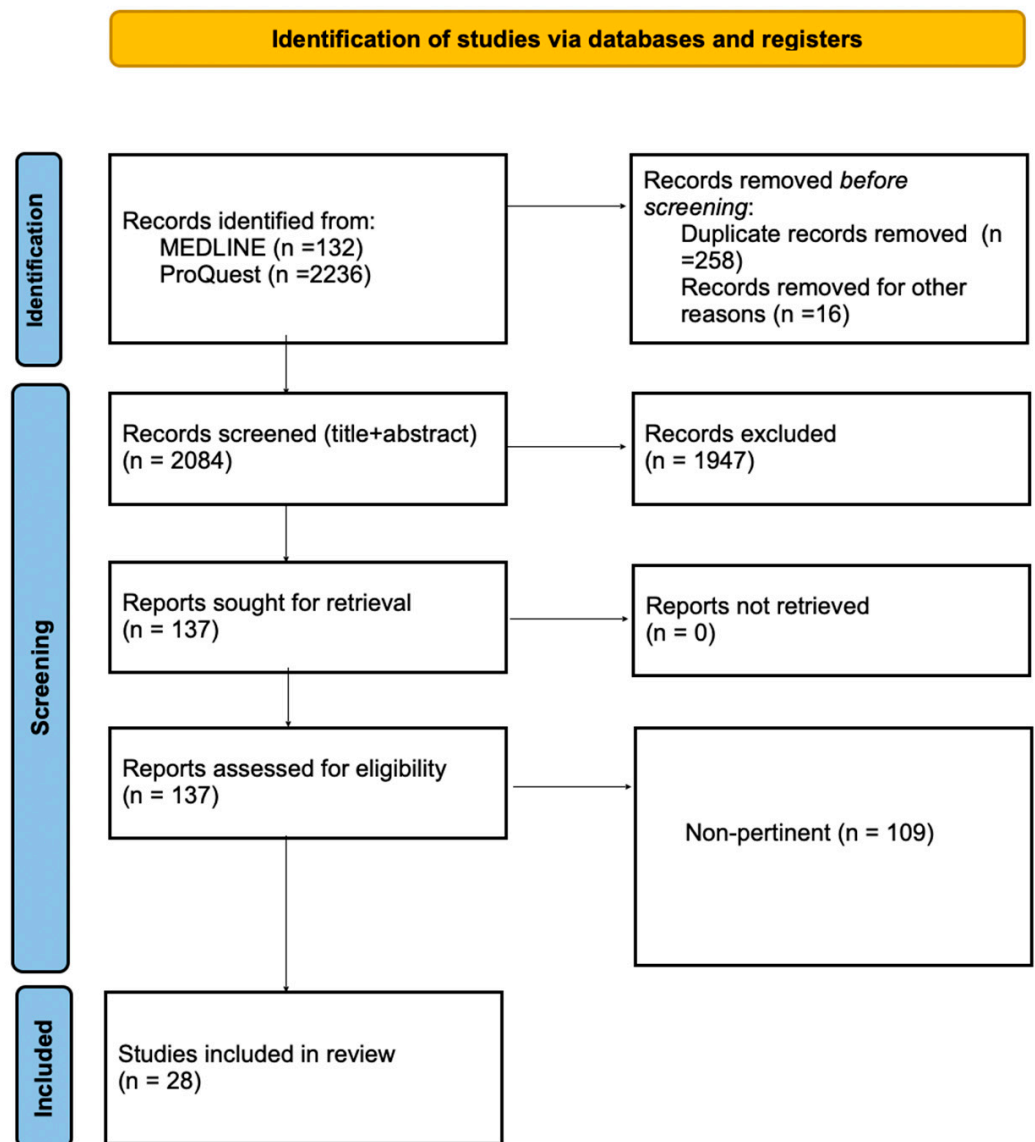 Identification of studies via databases and registers
Identification
Records identified from:
MEDLINE (n =132)
ProQuest (n =2236)
Records removed before
screening:
Duplicate records removed (n
=258)
Records removed for other
reasons (n =16)
Screening
Records screened (title+abstract)
(n = 2084)
Records excluded
(n = 1947)
Reports sought for retrieval
(n = 137)
Reports not retrieved
(n = 0)
Reports assessed for eligibility
(n = 137)
Non-pertinent (n = 109)
Included
Studies included in review
(n = 28)